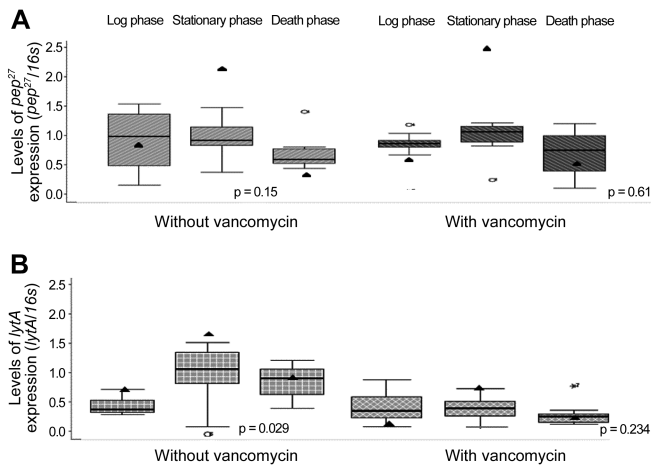 A
Log phase Stationary phase Death phase Log phase Stationary phase Death phase
Levels of pep27
expression (pep27/16s)
2.5
2.0
1.5
1.0
0.5
0.0
p = 0.15
p = 0.61
Without vancomycin With vancomycin
B
Levels of lytA
expression (lytA/16s)
2.5
2.0
1.5
1.0
0.5
0.0
p = 0.029
p = 0.234
Without vancomycin With vancomycin